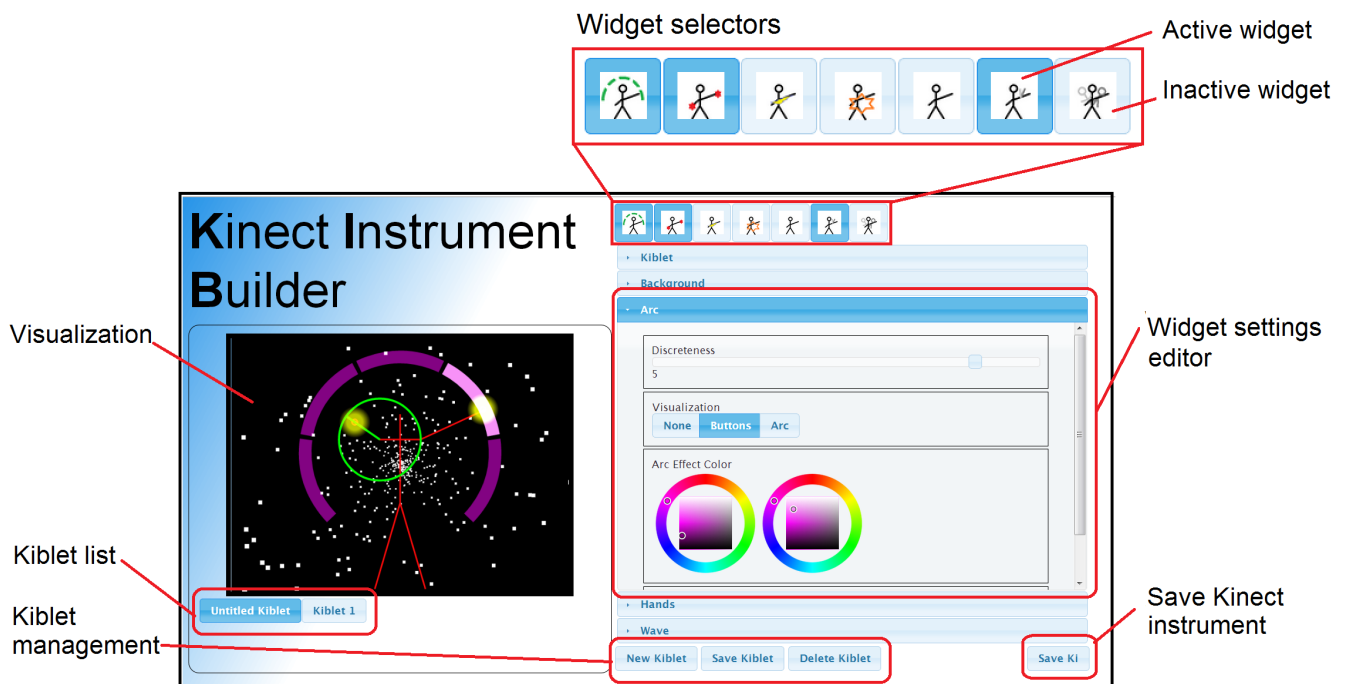 Widget selectors
Active widget
Inactive widget
Kinect Instrument
Builder
Kiblet
Background
Arc
Discreteness
5
Visualization
None Buttons Arc
Arc Effect Color
Hands
Wave
New Kiblet Save Kiblet Delete Kiblet
Save Ki
Untitled Kiblet Kiblet 1
Visualization
Kiblet list
Kiblet
management
Widget settings
editor
Save Kinect
instrument